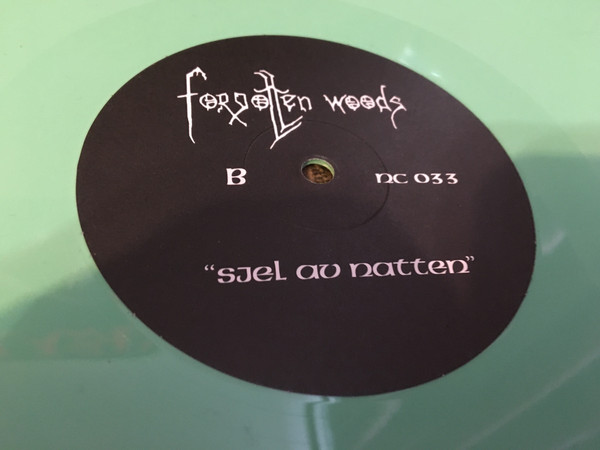 forgotten woods
B NC 033
“sjel av natten”